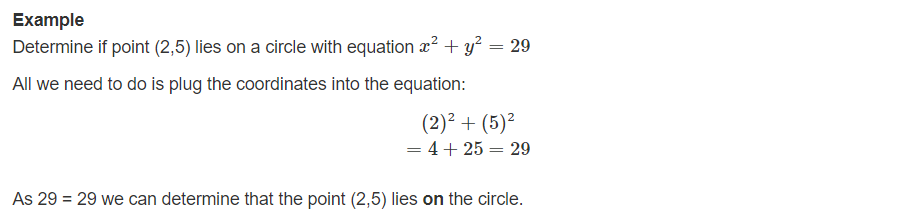 Example
Determine if point (2,5) lies on a circle with equation x² + y² = 29
All we need to do is plug the coordinates into the equation:
(2)² + (5)²
= 4 + 25 = 29
As 29 = 29 we can determine that the point (2,5) lies on the circle.